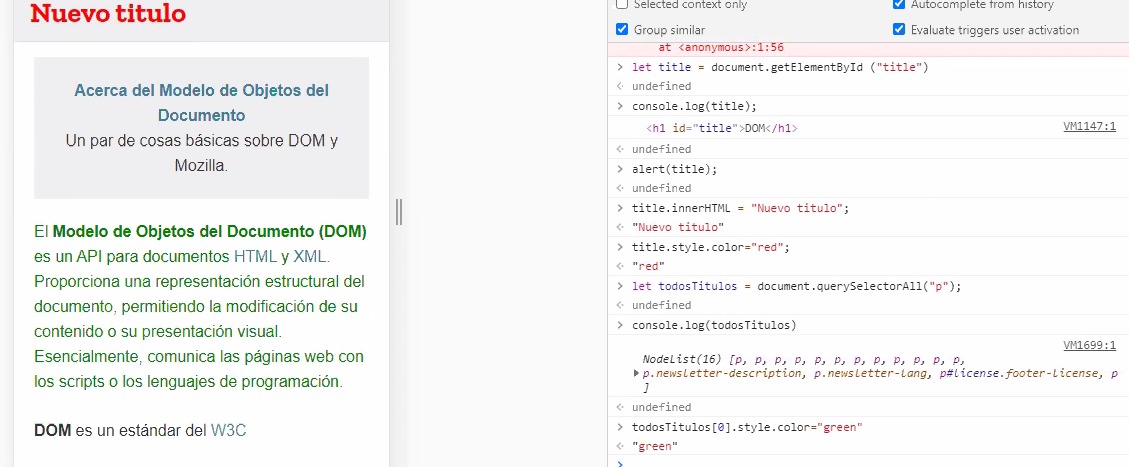 Nuevo titulo
Acerca del Modelo de Objetos del
Documento
Un par de cosas básicas sobre DOM y
Mozilla.
El Modelo de Objetos del Documento (DOM)
es un API para documentos HTML y XML.
Proporciona una representación estructural del
documento, permitiendo la modificación de su
contenido o su presentación visual.
Esencialmente, comunica las páginas web con
los scripts o los lenguajes de programación.
DOM es un estándar del W3C
Selected context only
Autocomplete from history
Group similar
Evaluate triggers user activation
at <anonymous>:1:56
> let title = document.getElementById ("title")
undefined
> console.log(title);
<h1 id="title">DOM</h1> VM1147:1
undefined
> alert(title);
undefined
> title.innerHTML = "Nuevo titulo";
"Nuevo titulo"
> title.style.color="red";
"red"
> let todosTitulos = document.querySelectorAll("p");
undefined
> console.log(todosTitulos)
VM1699:1
NodeList(16) [p, p, p, p, p, p, p, p, p, p, p, p,
p.newsletter-description, p.newsletter-lang, p#license.footer-license, p
]
undefined
> todosTitulos[0].style.color="green"
"green"
>